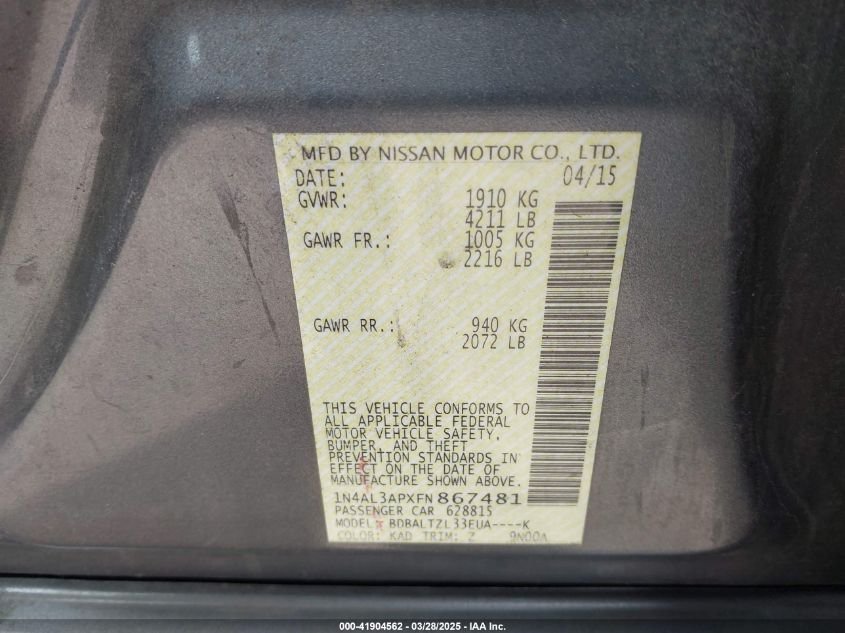 MFD BY NISSAN MOTOR CO., LTD.
DATE: 04/15
GVWR: 1910 KG
4211 LB
GAWR FR.: 1005 KG
2216 LB
GAWR RR.: 940 KG
2072 LB
THIS VEHICLE CONFORMS TO
ALL APPLICABLE FEDERAL
MOTOR VEHICLE SAFETY,
BUMPER, AND THEFT
PREVENTION STANDARDS IN
EFFECT ON THE DATE OF
MANUFACTURE SHOWN ABOVE.
1N4AL3APXFN867481
PASSENGER CAR 628815
MODEL: BDBALTZL33EUA----K
COLOR: KAD TRIM: Z 9N00A
000-41904562 | 03/28/2025 - IAA Inc.